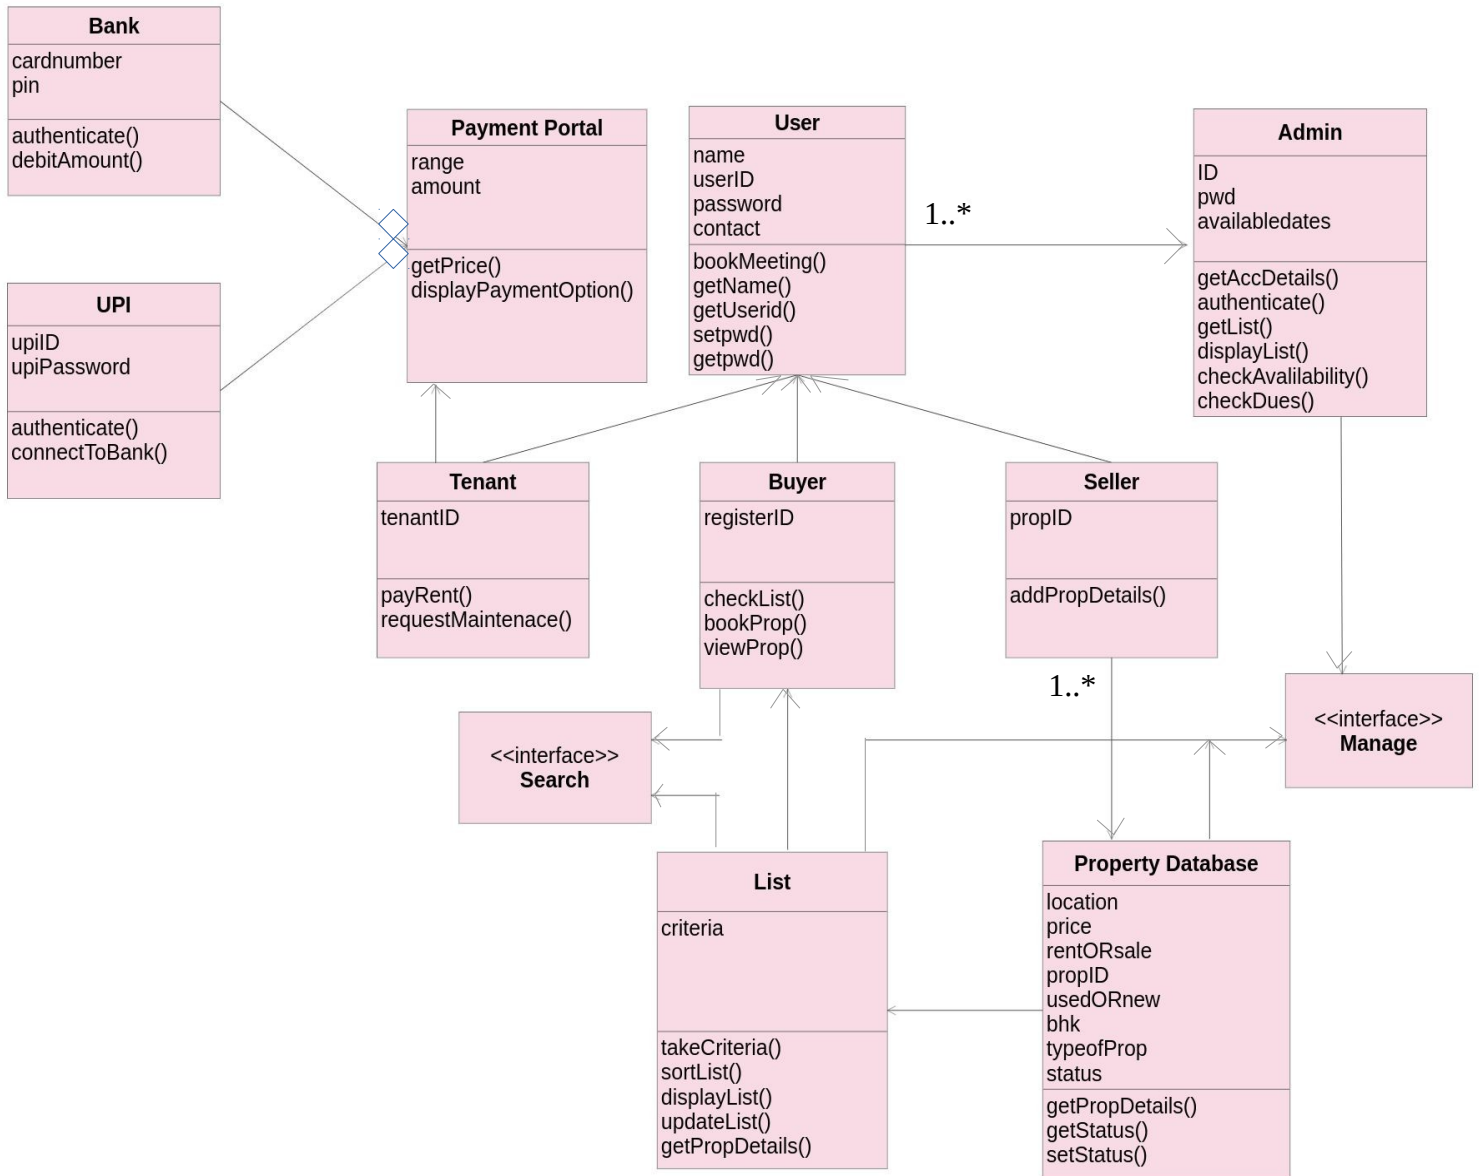 Bank
cardnumber
pin
authenticate()
debitAmount()
Payment Portal
range
amount
getPrice()
displayPaymentOption()
User
name
userID
password
contact
bookMeeting()
getName()
getUserid()
setpwd()
getpwd()
1..*
Admin
ID
pwd
availabledates
getAccDetails()
authenticate()
getList()
displayList()
checkAvalilability()
checkDues()
UPI
upiID
upiPassword
authenticate()
connectToBank()
Tenant
tenantID
payRent()
requestMaintenace()
Buyer
registerID
checkList()
bookProp()
viewProp()
Seller
propID
addPropDetails()
1..*
<<interface>>
Search
<<interface>>
Manage
List
criteria
takeCriteria()
sortList()
displayList()
updateList()
getPropDetails()
Property Database
location
price
rentORsale
propID
usedORnew
bhk
typeofProp
status
getPropDetails()
getStatus()
setStatus()